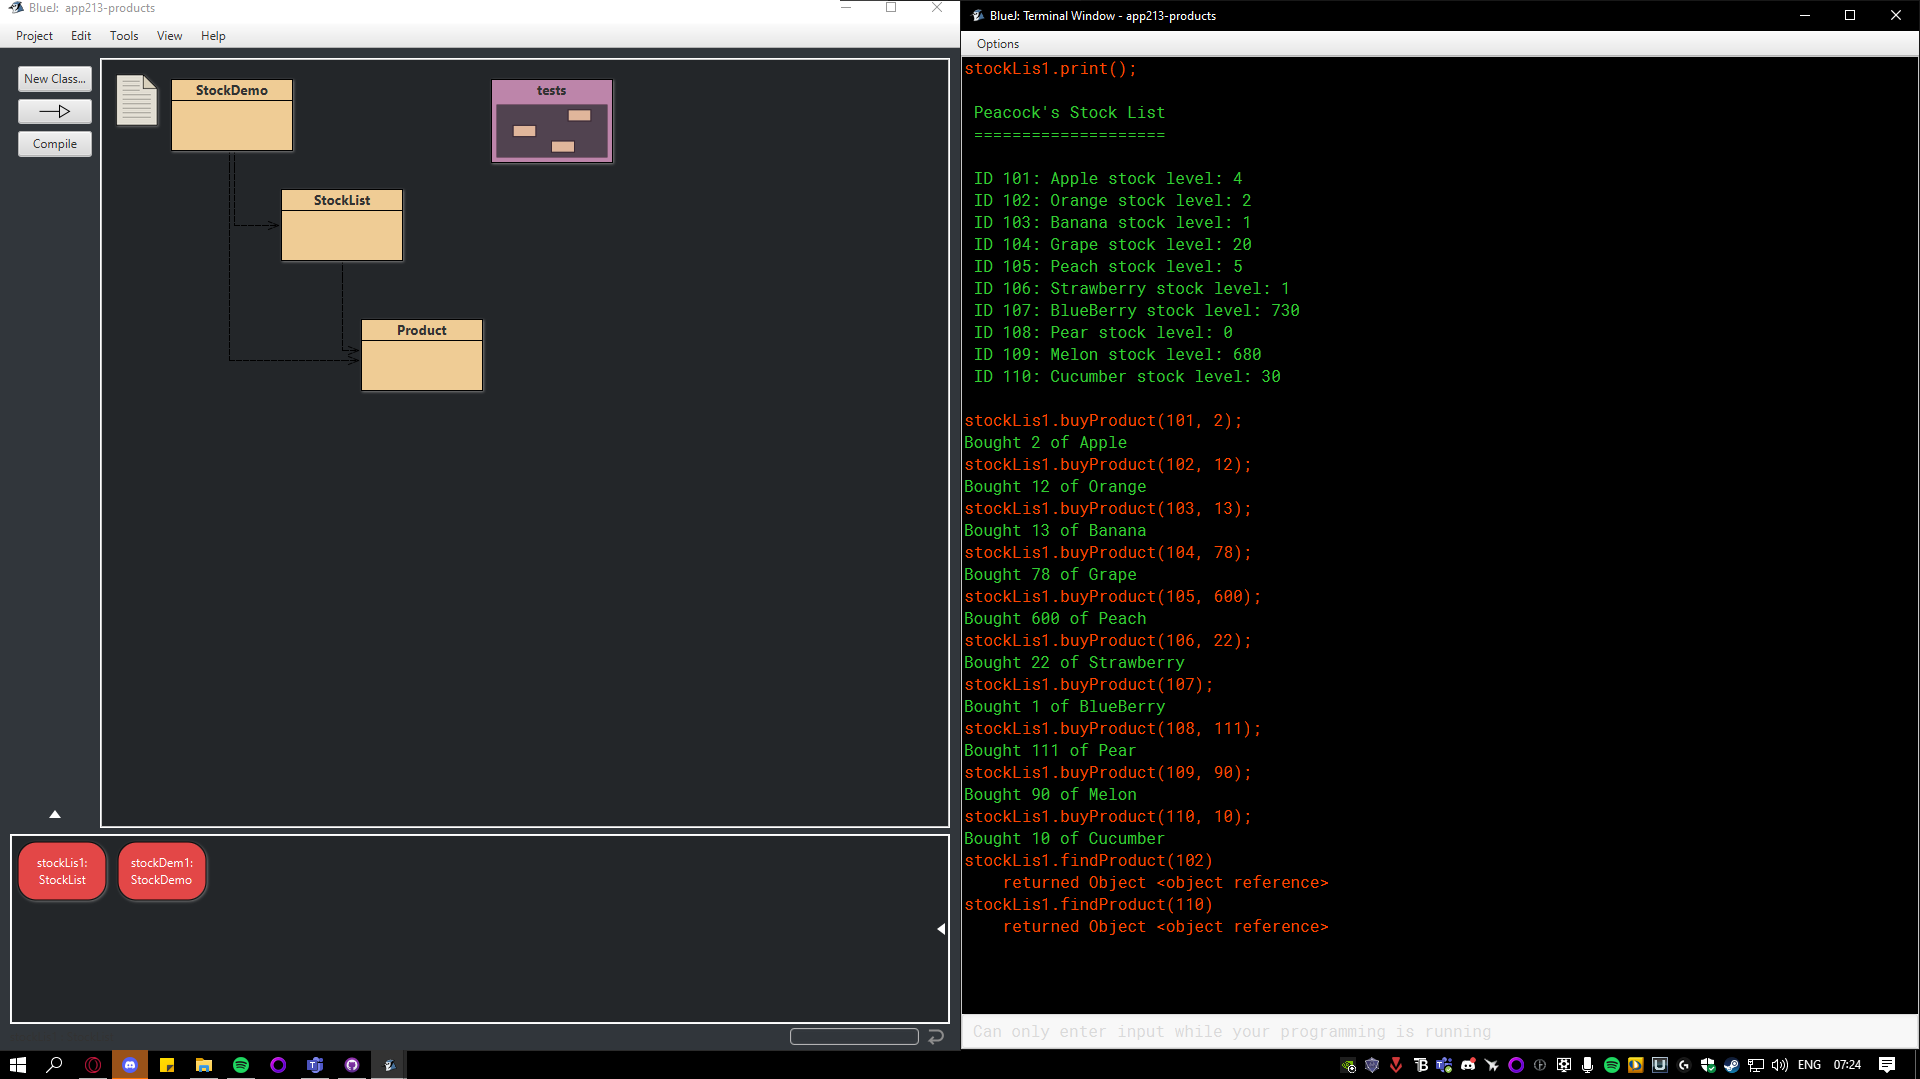 BlueJ: app213-products
Project Edit Tools View Help
New Class...
Compile
StockDemo
tests
StockList
Product
stockLis1:
StockList
stockDem1:
StockDemo
BlueJ: Terminal Window - app213-products
Options
stockLis1.print();
Peacock's Stock List
====================
ID 101: Apple stock level: 4
ID 102: Orange stock level: 2
ID 103: Banana stock level: 1
ID 104: Grape stock level: 20
ID 105: Peach stock level: 5
ID 106: Strawberry stock level: 1
ID 107: BlueBerry stock level: 730
ID 108: Pear stock level: 0
ID 109: Melon stock level: 680
ID 110: Cucumber stock level: 30
stockLis1.buyProduct(101, 2);
Bought 2 of Apple
stockLis1.buyProduct(102, 12);
Bought 12 of Orange
stockLis1.buyProduct(103, 13);
Bought 13 of Banana
stockLis1.buyProduct(104, 78);
Bought 78 of Grape
stockLis1.buyProduct(105, 600);
Bought 600 of Peach
stockLis1.buyProduct(106, 22);
Bought 22 of Strawberry
stockLis1.buyProduct(107);
Bought 1 of BlueBerry
stockLis1.buyProduct(108, 111);
Bought 111 of Pear
stockLis1.buyProduct(109, 90);
Bought 90 of Melon
stockLis1.buyProduct(110, 10);
Bought 10 of Cucumber
stockLis1.findProduct(102)
returned Object <object reference>
stockLis1.findProduct(110)
returned Object <object reference>
Can only enter input while your programming is running
ENG 07:24